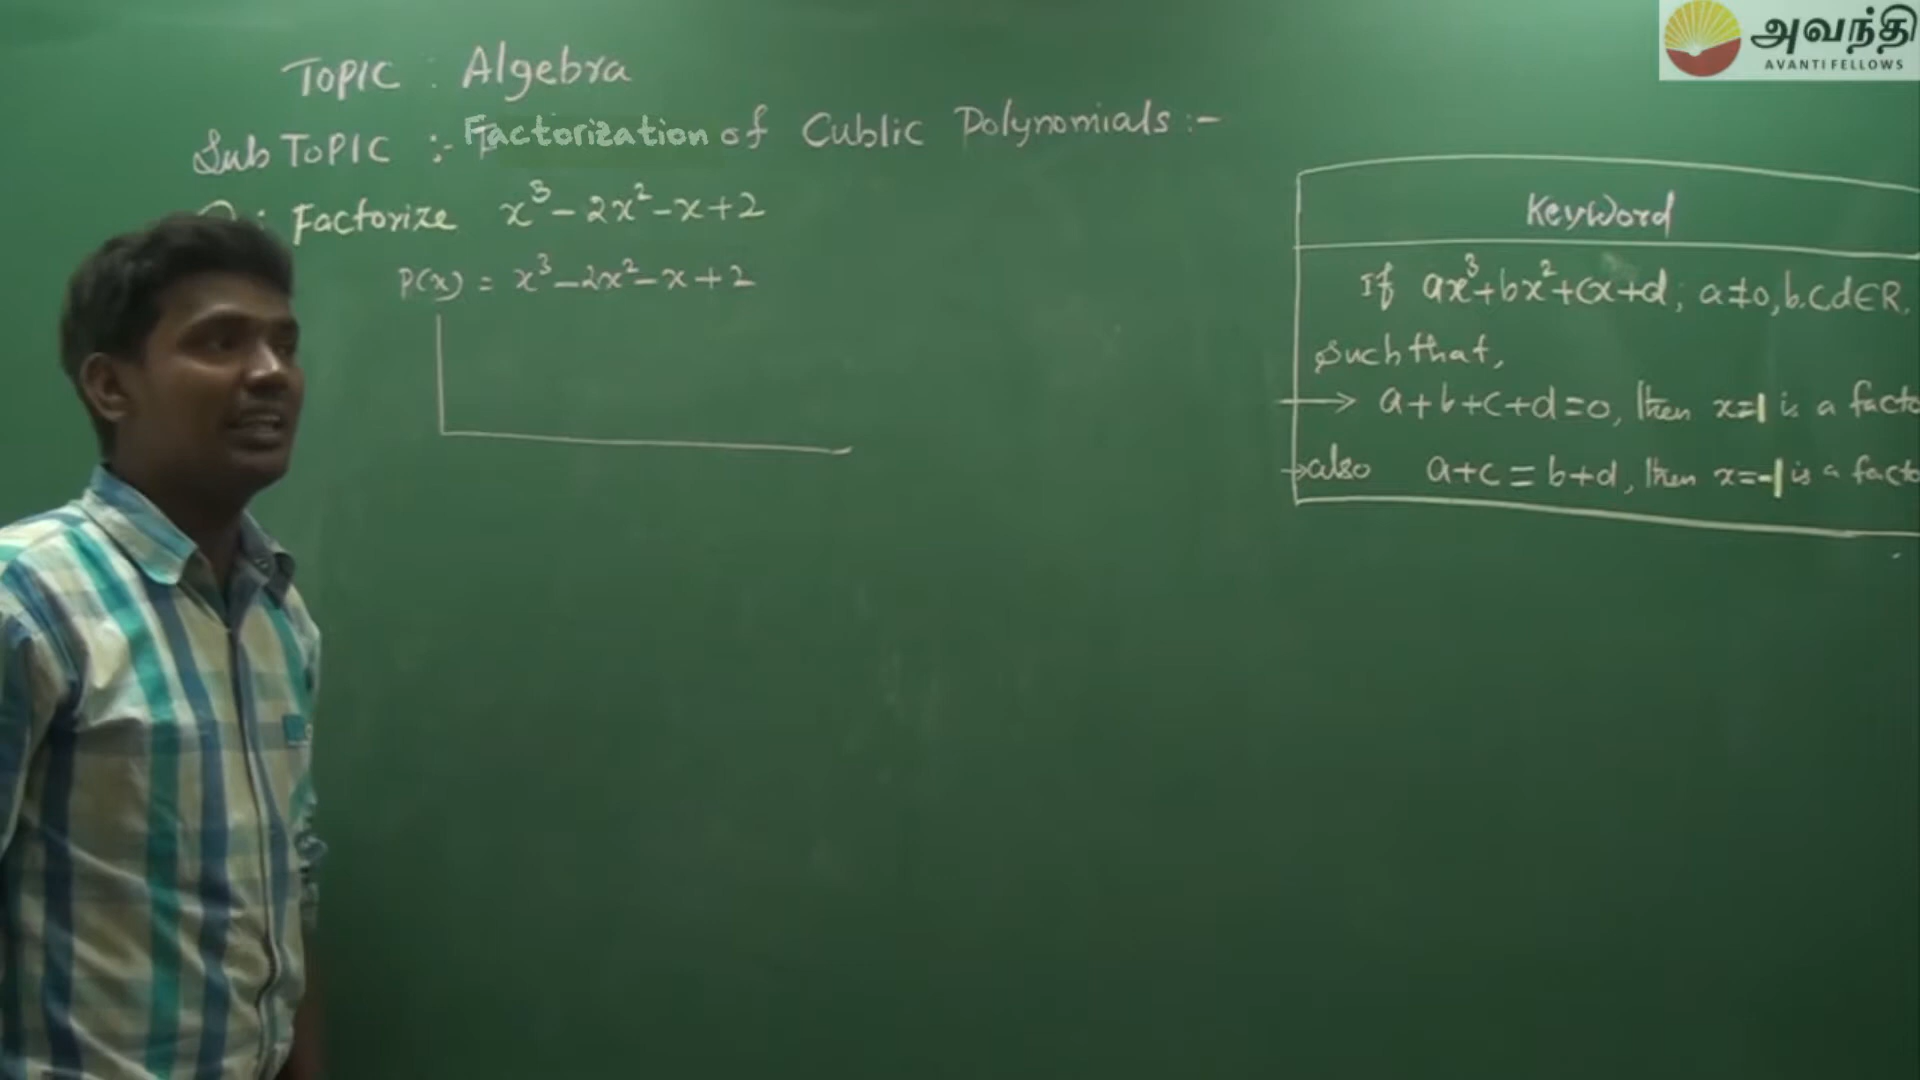 அவந்தி
AVANTI FELLOWS
TOPIC : Algebra
Sub TOPIC :- Factorization of Cublic Polynomials :-
Factorize x³-2x²-x+2
P(x) = x³-2x²-x+2
KeyWord
If ax³+bx²+cx+d; a≠0, b.c.d∈R.
such that,
→ a+b+c+d=0, then x=1 is a facto
→ also a+c = b+d, then x=-1 is a facto